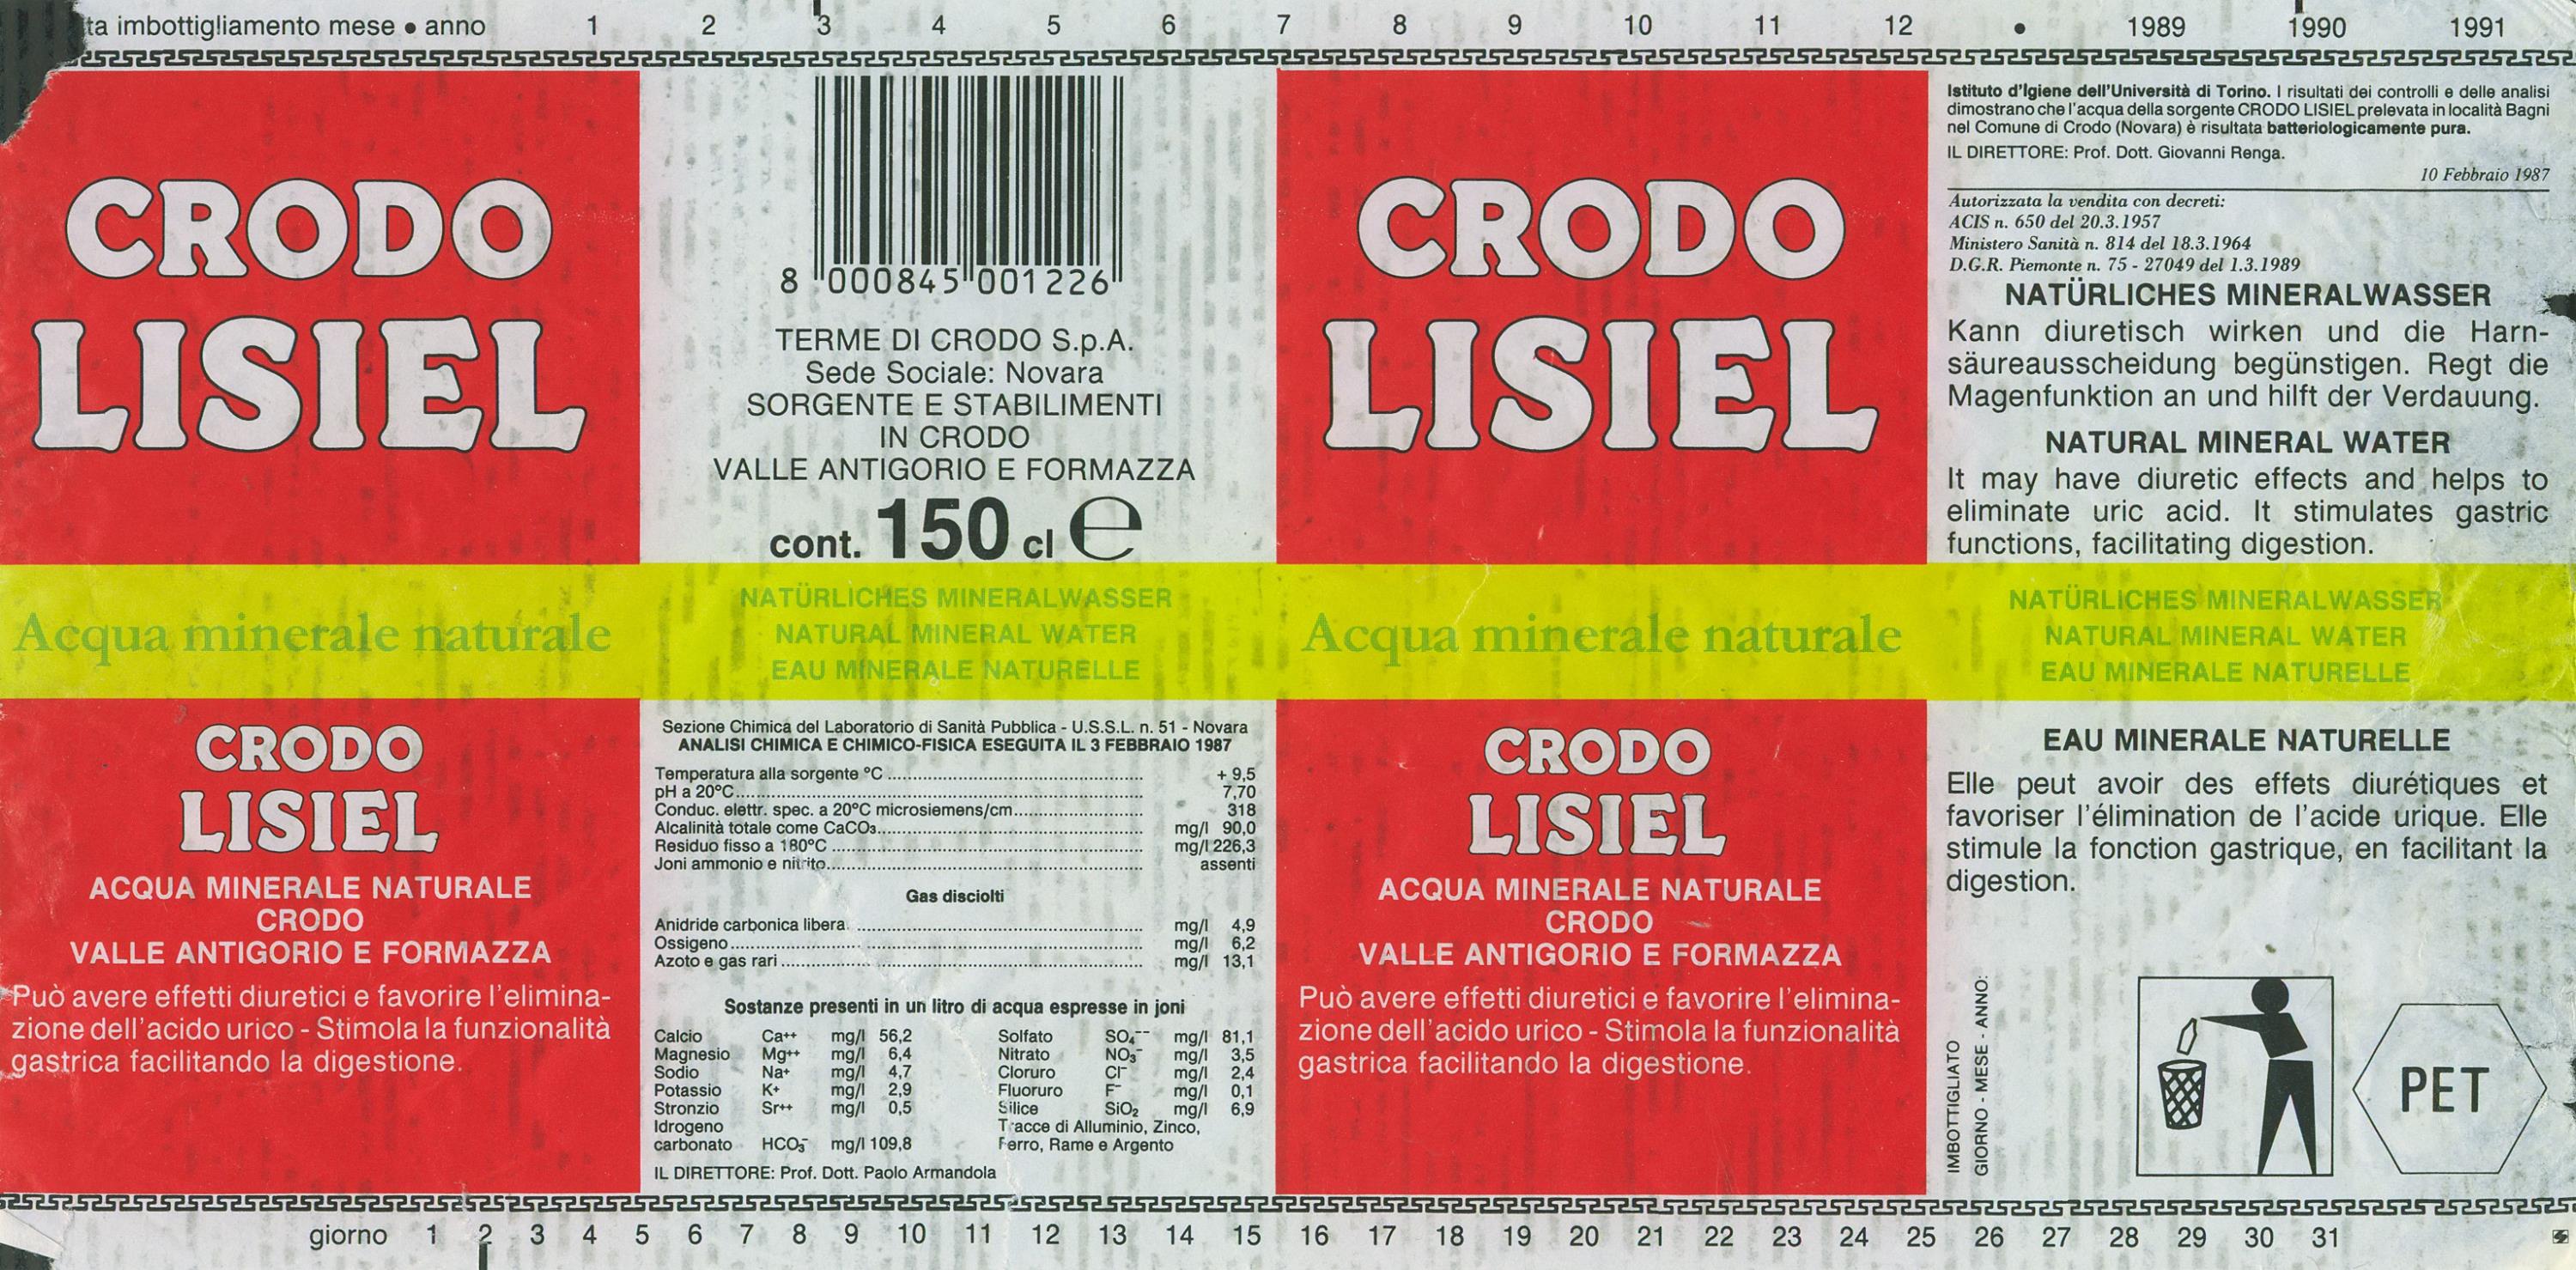 ta imbottigliamento mese • anno 1 2 3 4 5 6 7 8 9 10 11 12 • 1989 1990 1991
CRODO
LISIEL
Acqua minerale naturale
CRODO
LISIEL
ACQUA MINERALE NATURALE
CRODO
VALLE ANTIGORIO E FORMAZZA
Può avere effetti diuretici e favorire l'elimina-
zione dell'acido urico - Stimola la funzionalità
gastrica facilitando la digestione.
8 000845 001226
TERME DI CRODO S.p.A.
Sede Sociale: Novara
SORGENTE E STABILIMENTI
IN CRODO
VALLE ANTIGORIO E FORMAZZA
cont. 150 cl e
NATÜRLICHES MINERALWASSER
NATURAL MINERAL WATER
EAU MINERALE NATURELLE
Sezione Chimica del Laboratorio di Sanità Pubblica - U.S.S.L. n. 51 - Novara
ANALISI CHIMICA E CHIMICO-FISICA ESEGUITA IL 3 FEBBRAIO 1987
Temperatura alla sorgente °C + 9,5
pH a 20°C 7,70
Conduc. elettr. spec. a 20°C microsiemens/cm 318
Alcalinità totale come CaCO₃ mg/l 90,0
Residuo fisso a 180°C mg/l 226,3
Joni ammonio e nitrito assenti
Gas disciolti
Anidride carbonica libera mg/l 4,9
Ossigeno mg/l 6,2
Azoto e gas rari mg/l 13,1
Sostanze presenti in un litro di acqua espresse in joni
Calcio Ca++ mg/l 56,2 Solfato SO₄-- mg/l 81,1
Magnesio Mg++ mg/l 6,4 Nitrato NO₃- mg/l 3,5
Sodio Na+ mg/l 4,7 Cloruro Cl- mg/l 2,4
Potassio K+ mg/l 2,9 Fluoruro F- mg/l 0,1
Stronzio Sr++ mg/l 0,5 Silice SiO₂ mg/l 6,9
Idrogeno Tracce di Alluminio, Zinco,
carbonato HCO₃- mg/l 109,8 Ferro, Rame e Argento
IL DIRETTORE: Prof. Dott. Paolo Armandola
CRODO
LISIEL
Acqua minerale naturale
CRODO
LISIEL
ACQUA MINERALE NATURALE
CRODO
VALLE ANTIGORIO E FORMAZZA
Può avere effetti diuretici e favorire l'elimina-
zione dell'acido urico - Stimola la funzionalità
gastrica facilitando la digestione.
Istituto d'Igiene dell'Università di Torino. I risultati dei controlli e delle analisi
dimostrano che l'acqua della sorgente CRODO LISIEL prelevata in località Bagni
nel Comune di Crodo (Novara) è risultata batteriologicamente pura.
IL DIRETTORE: Prof. Dott. Giovanni Renga.
10 Febbraio 1987
Autorizzata la vendita con decreti:
ACIS n. 650 del 20.3.1957
Ministero Sanità n. 814 del 18.3.1964
D.G.R. Piemonte n. 75 - 27049 del 1.3.1989
NATÜRLICHES MINERALWASSER
Kann diuretisch wirken und die Harn-
säureausscheidung begünstigen. Regt die
Magenfunktion an und hilft der Verdauung.
NATURAL MINERAL WATER
It may have diuretic effects and helps to
eliminate uric acid. It stimulates gastric
functions, facilitating digestion.
NATÜRLICHES MINERALWASSER
NATURAL MINERAL WATER
EAU MINERALE NATURELLE
EAU MINERALE NATURELLE
Elle peut avoir des effets diurétiques et
favoriser l'élimination de l'acide urique. Elle
stimule la fonction gastrique, en facilitant la
digestion.
IMBOTTIGLIATO
GIORNO - MESE - ANNO:
PET
giorno 1 2 3 4 5 6 7 8 9 10 11 12 13 14 15 16 17 18 19 20 21 22 23 24 25 26 27 28 29 30 31